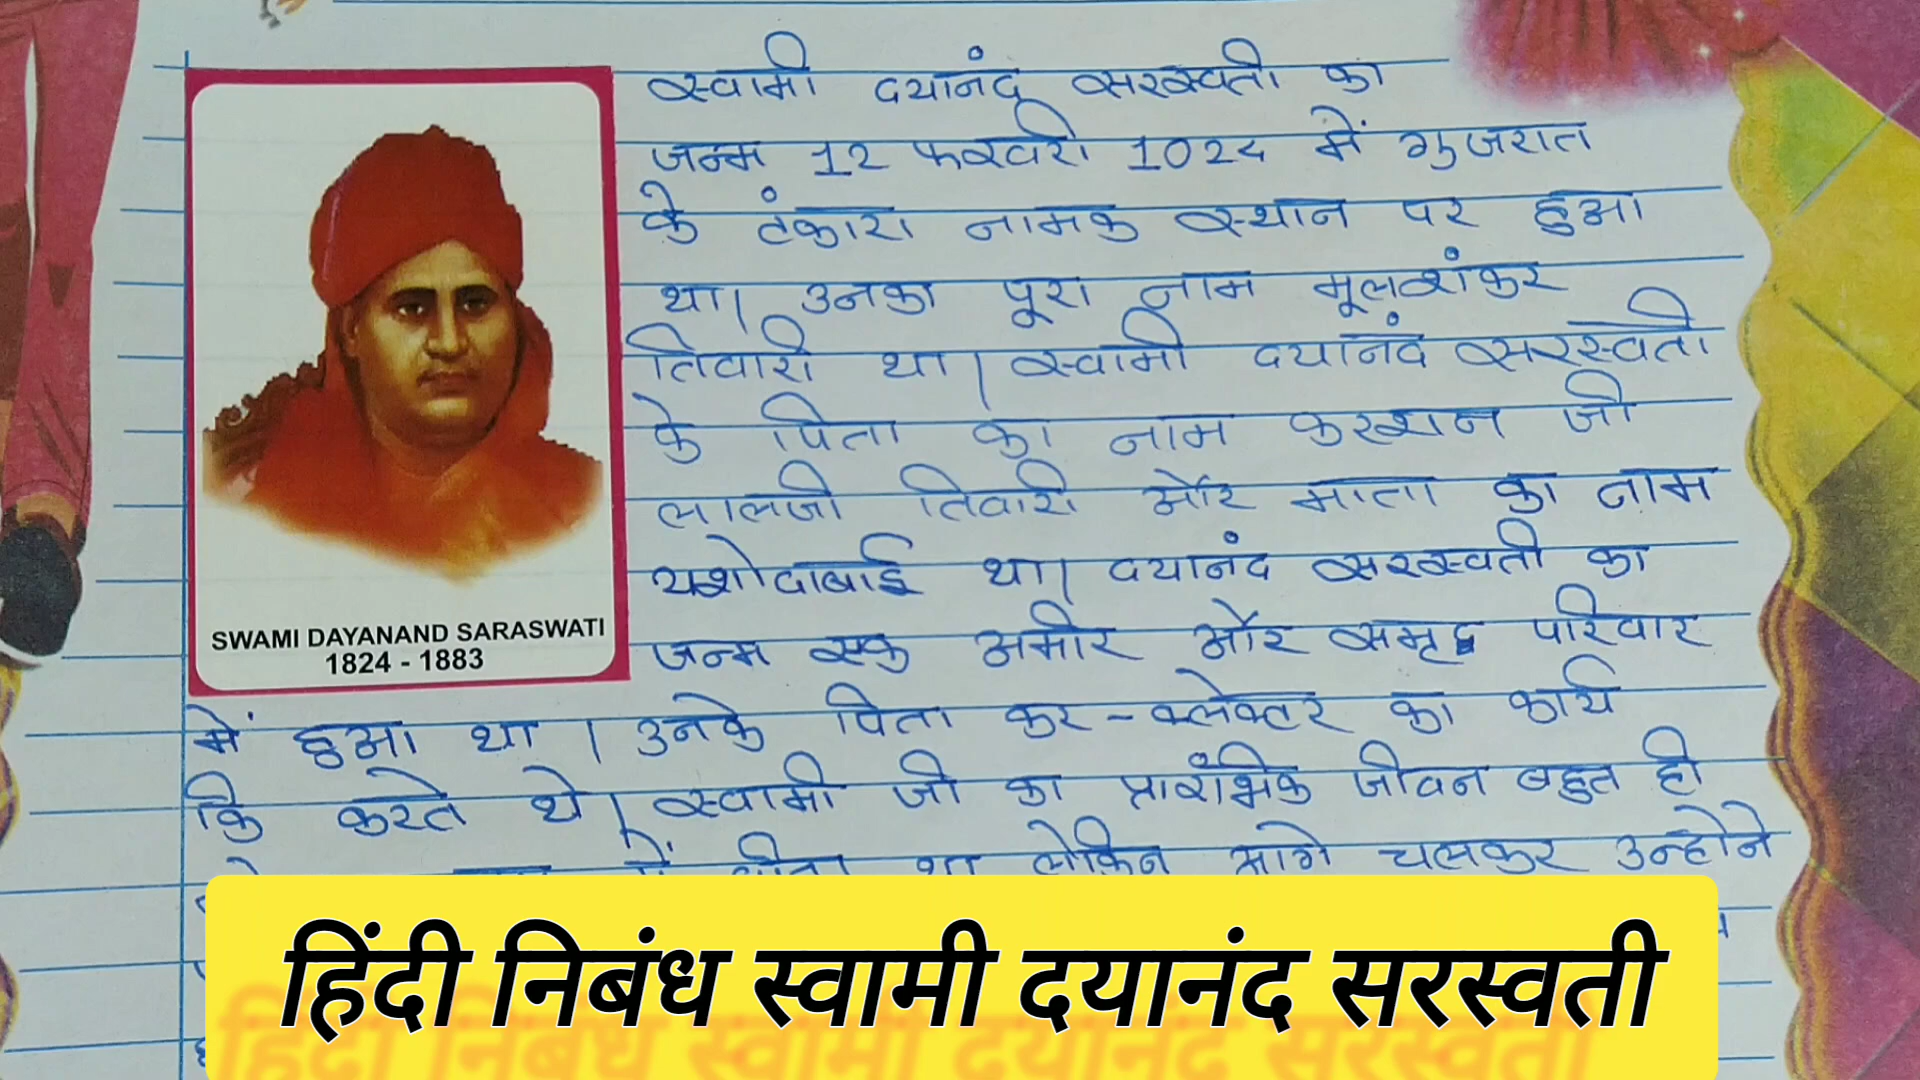 स्वामी दयानंद सरस्वती का
जन्म 12 फरवरी 1024 में गुजरात
के टंकारा नामक स्थान पर हुआ
था। उनका पूरा नाम मूलशंकर
तिवारी था। स्वामी दयानंद सरस्वती
के पिता का नाम करशन जी
लालजी तिवारी और माता का नाम
यशोदाबाई था। दयानंद सरस्वती का
जन्म एक अमीर और समृद्ध परिवार
SWAMI DAYANAND SARASWATI
1824 - 1883
में हुआ था। उनके पिता कर-क्लेक्टर का कार्य
कि करते थे। स्वामी जी का प्रारंभिक जीवन बहुत ही
में बीता था लेकिन आगे चलकर उन्होने
हिंदी निबंध स्वामी दयानंद सरस्वती